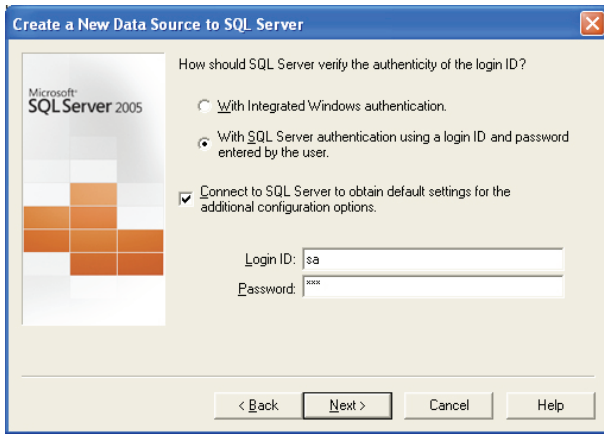 Create a New Data Source to SQL Server
Microsoft®
SQL Server 2005
How should SQL Server verify the authenticity of the login ID?
With Integrated Windows authentication.
With SQL Server authentication using a login ID and password
entered by the user.
Connect to SQL Server to obtain default settings for the
additional configuration options.
Login ID: sa
Password: ***
< Back Next > Cancel Help